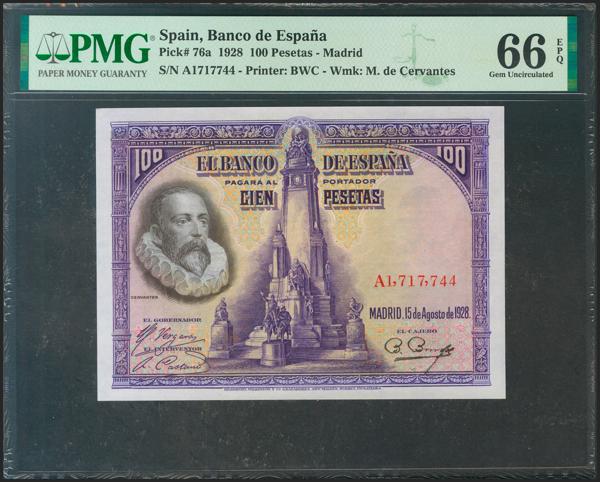 PMG
PAPER MONEY GUARANTY
Spain, Banco de España
Pick# 76a 1928 100 Pesetas - Madrid
S/N A1717744 - Printer: BWC - Wmk: M. de Cervantes
66 EPQ
Gem Uncirculated
100 100
EL BANCO DE ESPAÑA
PAGARÁ AL PORTADOR
CIEN PESETAS
A1,717,744
CERVANTES
MADRID, 15 de Agosto de 1928.
EL GOBERNADOR
EL CAJERO
EL INTERVENTOR